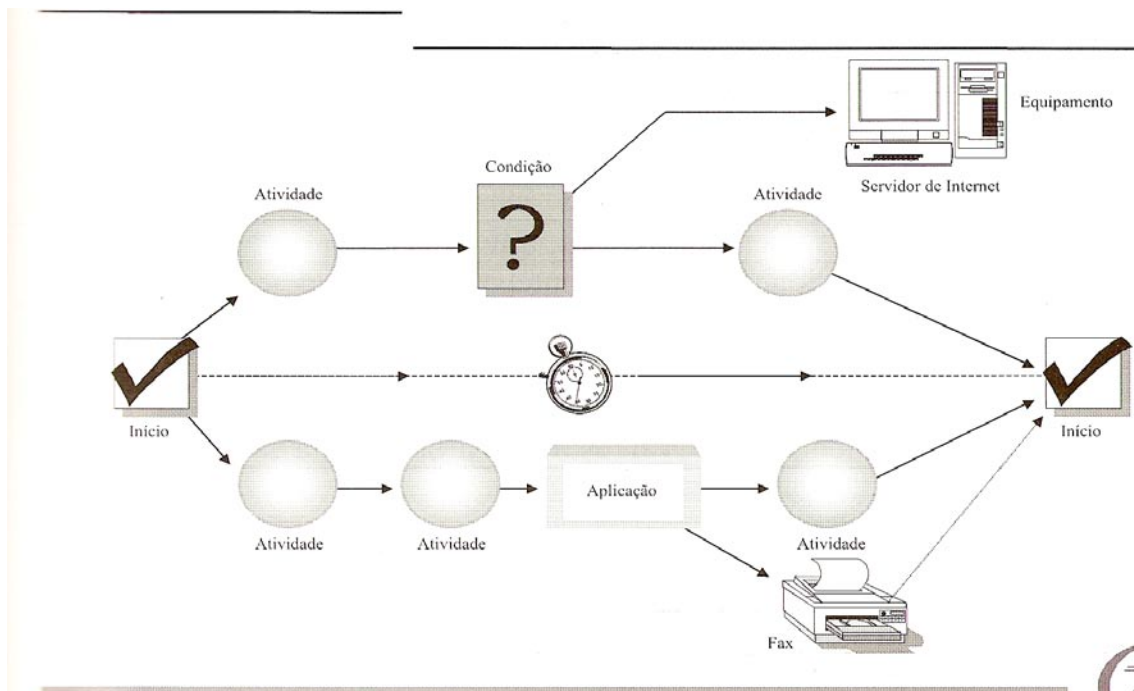 Equipamento
Servidor de Internet
Condição
Atividade
Atividade
Início
Início
Aplicação
Atividade
Atividade
Atividade
Fax